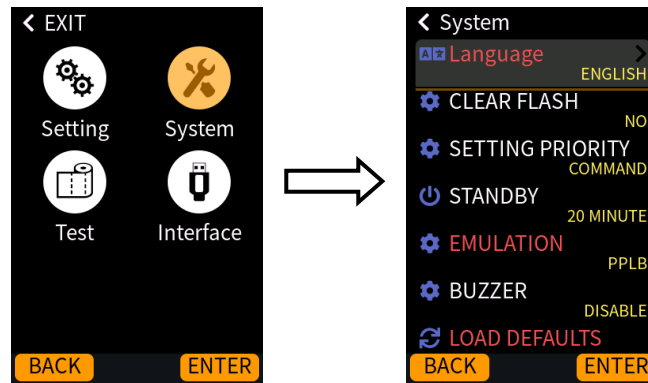 EXIT
Setting System
Test Interface
BACK ENTER
System
Language
ENGLISH
CLEAR FLASH
NO
SETTING PRIORITY
COMMAND
STANDBY
20 MINUTE
EMULATION
PPLB
BUZZER
DISABLE
LOAD DEFAULTS
BACK ENTER